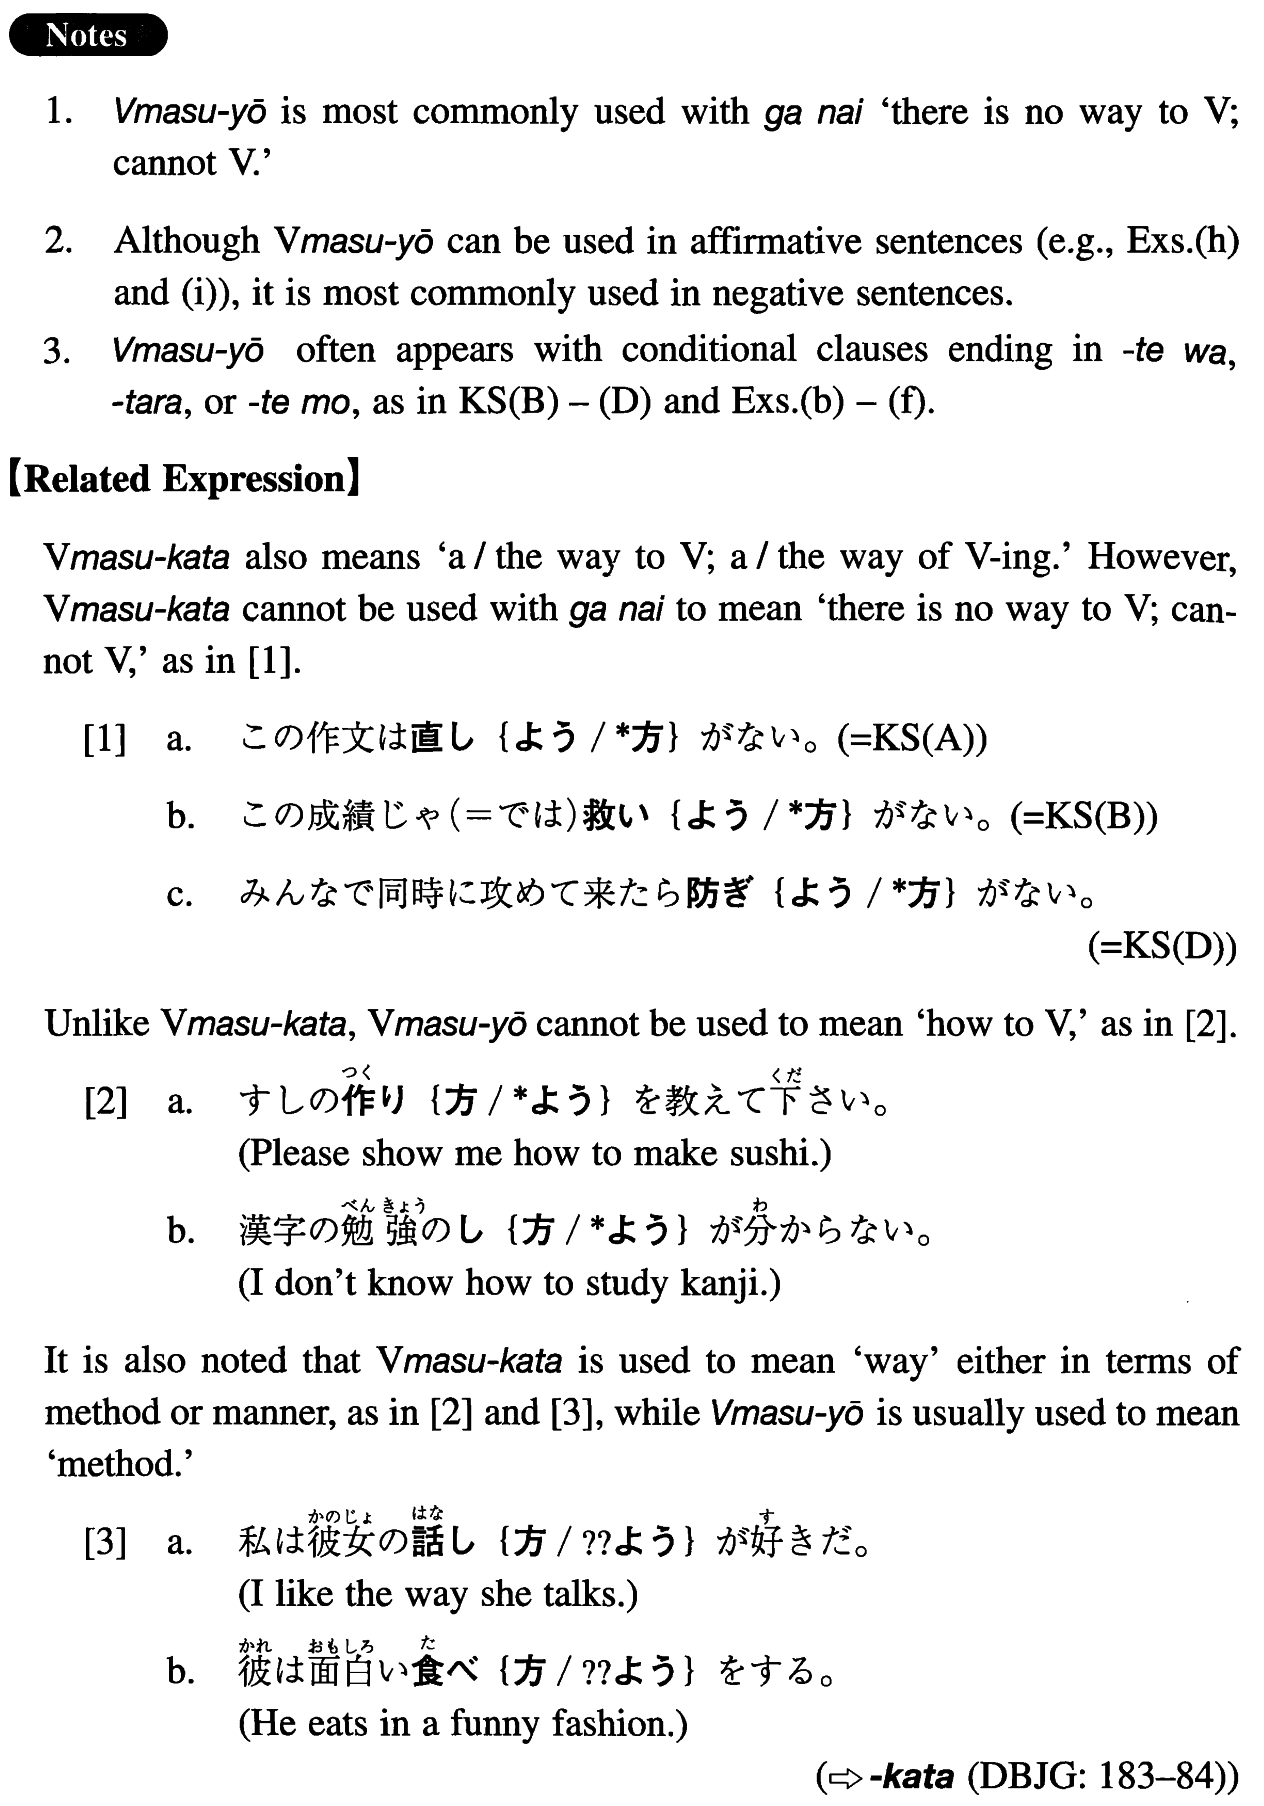 Notes
1. Vmasu-yō is most commonly used with ga nai ‘there is no way to V;
cannot V.’
2. Although Vmasu-yō can be used in affirmative sentences (e.g., Exs.(h)
and (i)), it is most commonly used in negative sentences.
3. Vmasu-yō often appears with conditional clauses ending in -te wa,
-tara, or -te mo, as in KS(B) – (D) and Exs.(b) – (f).
【Related Expression】
Vmasu-kata also means ‘a / the way to V; a / the way of V-ing.’ However,
Vmasu-kata cannot be used with ga nai to mean ‘there is no way to V; can-
not V,’ as in [1].
[1] a. この作文は直し {よう / *方} がない。(=KS(A))
b. この成績じゃ(＝では)救い {よう / *方} がない。(=KS(B))
c. みんなで同時に攻めて来たら防ぎ {よう / *方} がない。
(=KS(D))
Unlike Vmasu-kata, Vmasu-yō cannot be used to mean ‘how to V,’ as in [2].
つく くだ
[2] a. すしの作り {方 / *よう} を教えて下さい。
(Please show me how to make sushi.)
べんきょう わ
b. 漢字の勉強のし {方 / *よう} が分からない。
(I don’t know how to study kanji.)
It is also noted that Vmasu-kata is used to mean ‘way’ either in terms of
method or manner, as in [2] and [3], while Vmasu-yō is usually used to mean
‘method.’
かのじょ はな す
[3] a. 私は彼女の話し {方 / ??よう} が好きだ。
(I like the way she talks.)
かれ おもしろ た
b. 彼は面白い食べ {方 / ??よう} をする。
(He eats in a funny fashion.)
(⇨ -kata (DBJG: 183–84))